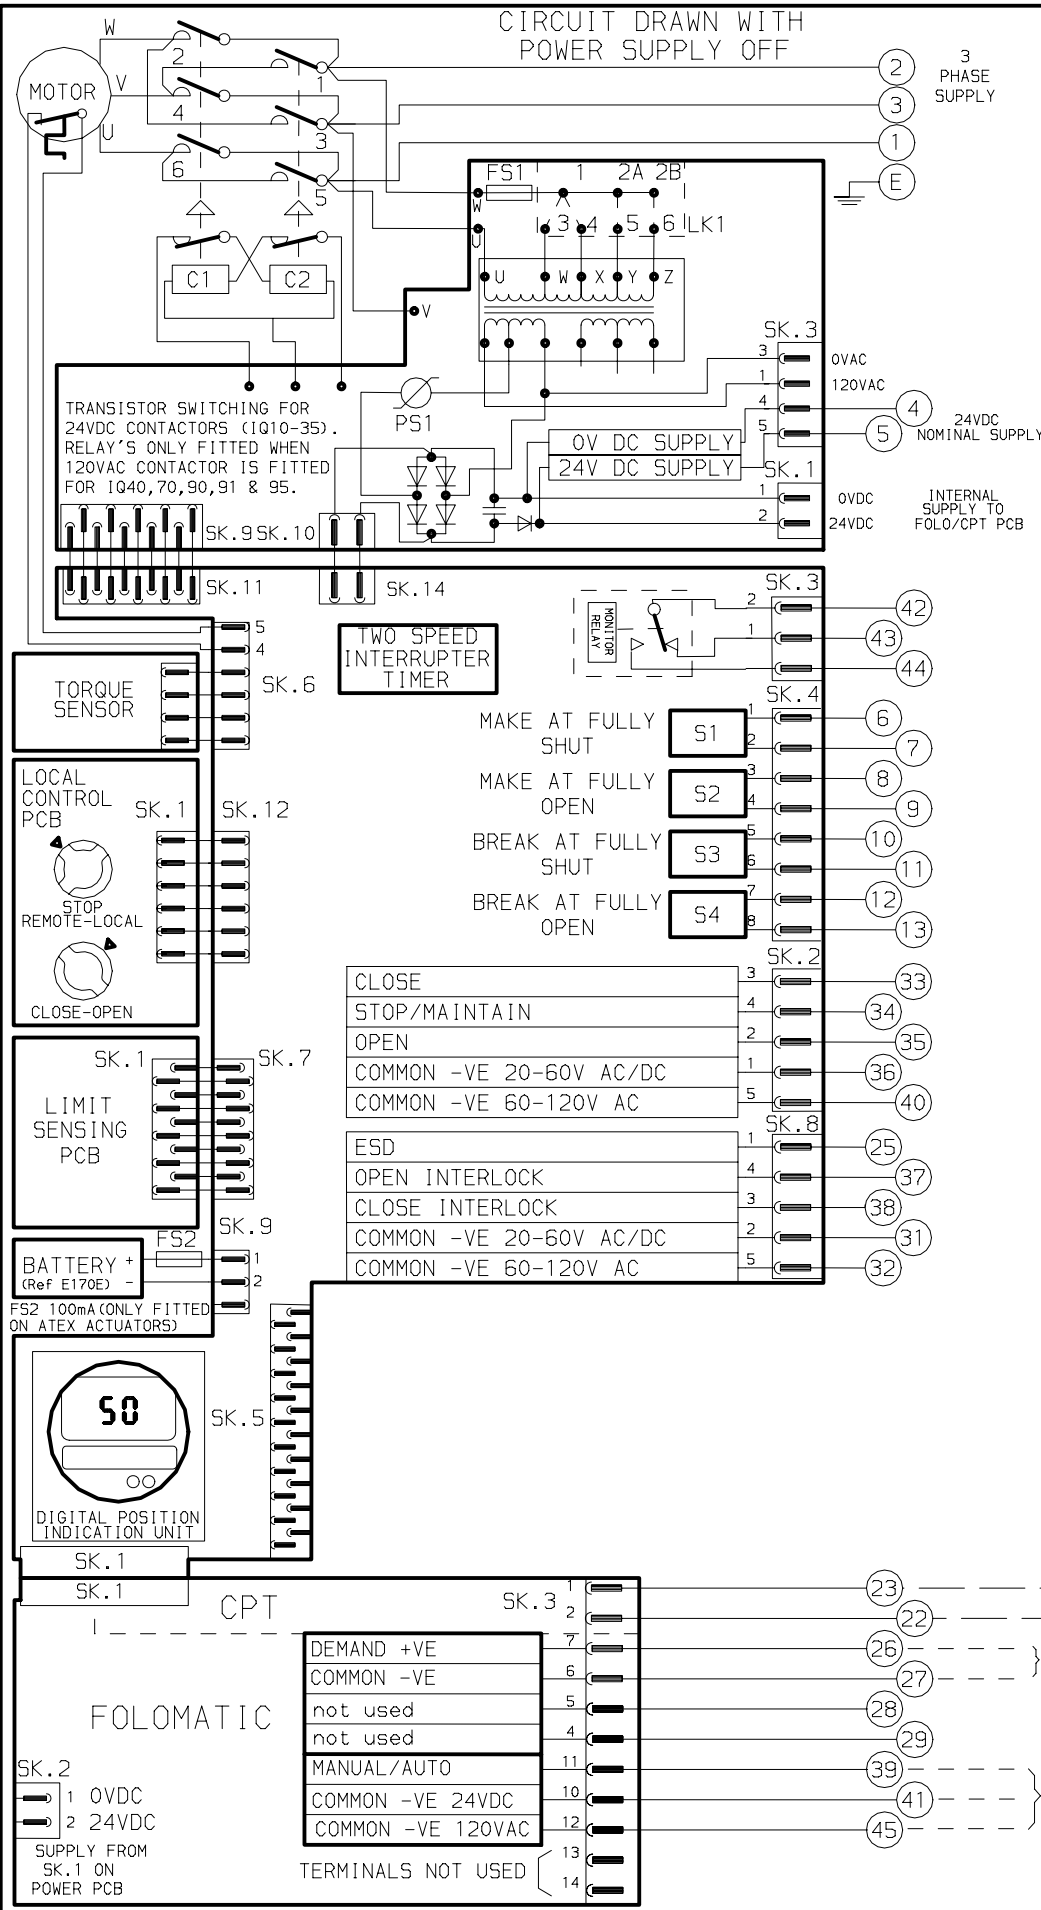 CIRCUIT DRAWN WITH
POWER SUPPLY OFF
W
2
MOTOR
V
4
U
6
1
3
5
2
3
1
E
3
PHASE
SUPPLY
C1
C2
FS1
1
2A 2B
W
U
3 4 5 6 LK1
U W X Y Z
V
PS1
TRANSISTOR SWITCHING FOR
24VDC CONTACTORS (IQ10-35).
RELAY'S ONLY FITTED WHEN
120VAC CONTACTOR IS FITTED
FOR IQ40,70,90,91 & 95.
SK.3
3 0VAC
1 120VAC
4
5
4
5
24VDC
NOMINAL SUPPLY
0V DC SUPPLY
24V DC SUPPLY
SK.1
1 0VDC
2 24VDC
INTERNAL
SUPPLY TO
FOLO/CPT PCB
SK.9 SK.10
SK.11
SK.14
5
4
SK.6
TORQUE
SENSOR
TWO SPEED
INTERRUPTER
TIMER
MONITOR
RELAY
SK.3
2 42
1 43
44
SK.4
MAKE AT FULLY
SHUT
S1
1 6
2 7
MAKE AT FULLY
OPEN
S2
3 8
4 9
BREAK AT FULLY
SHUT
S3
5 10
6 11
BREAK AT FULLY
OPEN
S4
7 12
8 13
LOCAL
CONTROL
PCB
SK.1 SK.12
STOP
REMOTE-LOCAL
CLOSE-OPEN
SK.2
CLOSE 3 33
STOP/MAINTAIN 4 34
OPEN 2 35
COMMON -VE 20-60V AC/DC 1 36
COMMON -VE 60-120V AC 5 40
SK.8
ESD 1 25
OPEN INTERLOCK 4 37
CLOSE INTERLOCK 3 38
COMMON -VE 20-60V AC/DC 2 31
COMMON -VE 60-120V AC 5 32
SK.1 SK.7
LIMIT
SENSING
PCB
SK.9
FS2
BATTERY + 1
(Ref E170E) - 2
FS2 100mA(ONLY FITTED
ON ATEX ACTUATORS)
50
SK.5
DIGITAL POSITION
INDICATION UNIT
SK.1
SK.1
CPT
SK.3
1 23
2 22
DEMAND +VE 7 26
COMMON -VE 6 27
not used 5 28
not used 4 29
MANUAL/AUTO 11 39
COMMON -VE 24VDC 10 41
COMMON -VE 120VAC 12 45
FOLOMATIC
TERMINALS NOT USED
13
14
SK.2
1 0VDC
2 24VDC
SUPPLY FROM
SK.1 ON
POWER PCB